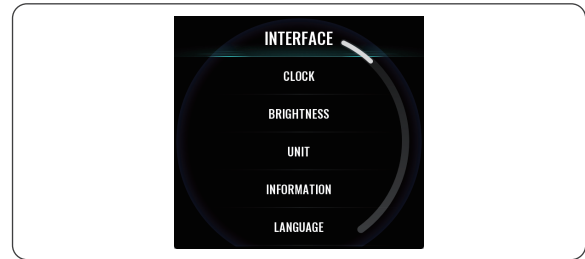 INTERFACE
CLOCK
BRIGHTNESS
UNIT
INFORMATION
LANGUAGE